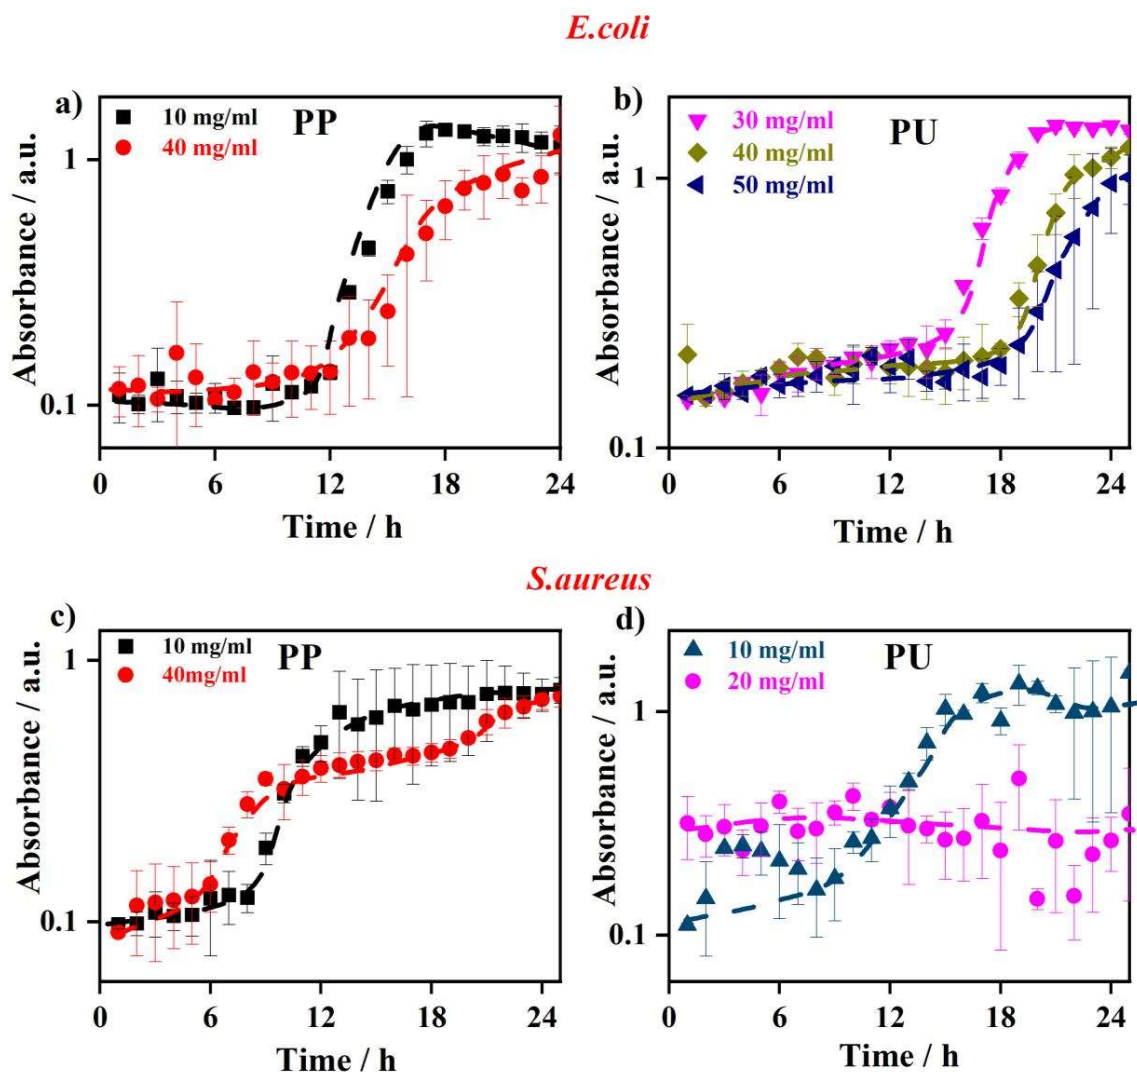 E.coli
a)
10 mg/ml
40 mg/ml
PP
Absorbance / a.u.
1
0.1
0 6 12 18 24
Time / h
b)
30 mg/ml
40 mg/ml
50 mg/ml
PU
Absorbance / a.u.
1
0.1
0 6 12 18 24
Time / h
S.aureus
c)
10 mg/ml
40mg/ml
PP
Absorbance / a.u.
1
0.1
0 6 12 18 24
Time / h
d)
10 mg/ml
20 mg/ml
PU
Absorbance / a.u.
1
0.1
0 6 12 18 24
Time / h